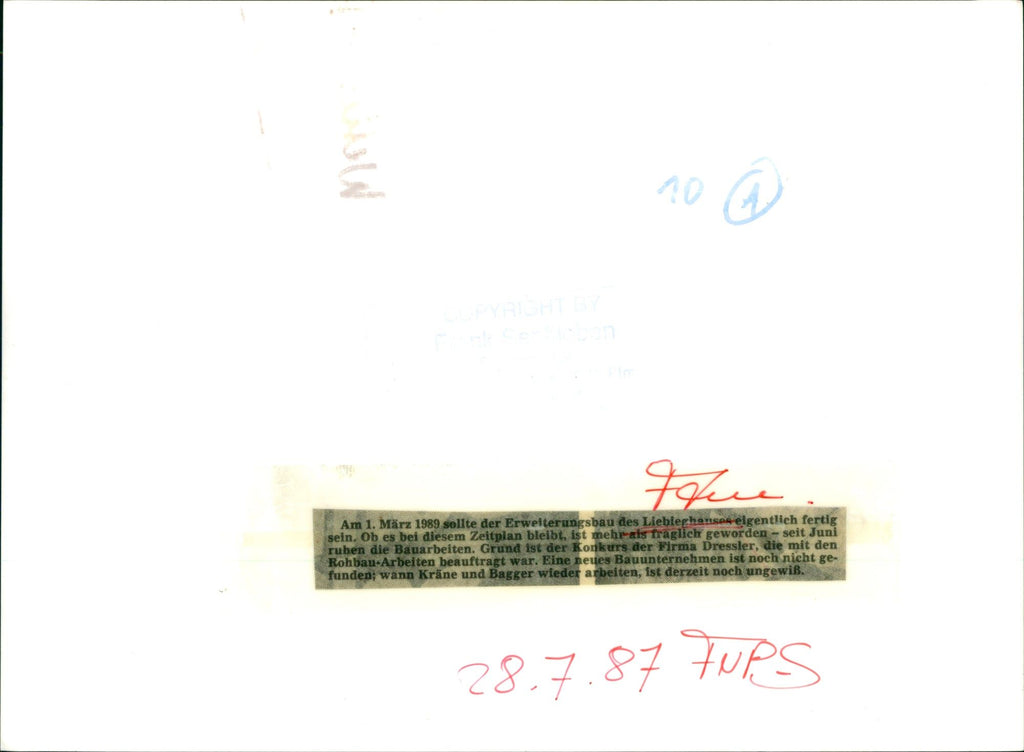 10 A
COPYRIGHT BY
Am 1. März 1989 sollte der Erweiterungsbau des Liebieghauses eigentlich fertig
sein. Ob es bei diesem Zeitplan bleibt, ist mehr als fraglich geworden – seit Juni
ruhen die Bauarbeiten. Grund ist der Konkurs der Firma Dressler, die mit den
Rohbau-Arbeiten beauftragt war. Eine neues Bauunternehmen ist noch nicht ge-
funden; wann Kräne und Bagger wieder arbeiten, ist derzeit noch ungewiß.
28.7.87 FNPS